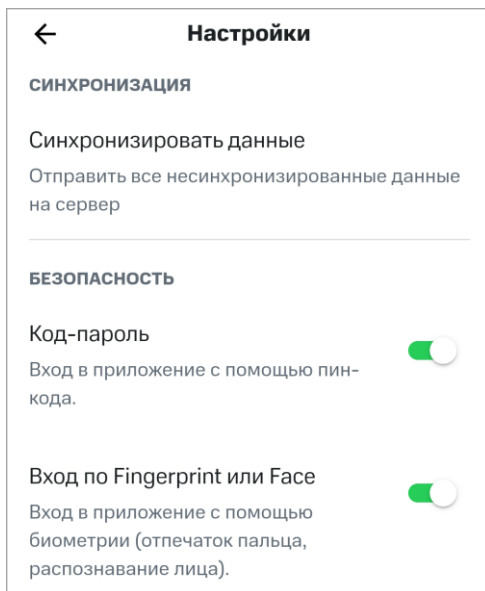 Настройки
СИНХРОНИЗАЦИЯ
Синхронизировать данные
Отправить все несинхронизированные данные
на сервер
БЕЗОПАСНОСТЬ
Код-пароль
Вход в приложение с помощью пин-
кода.
Вход по Fingerprint или Face
Вход в приложение с помощью
биометрии (отпечаток пальца,
распознавание лица).